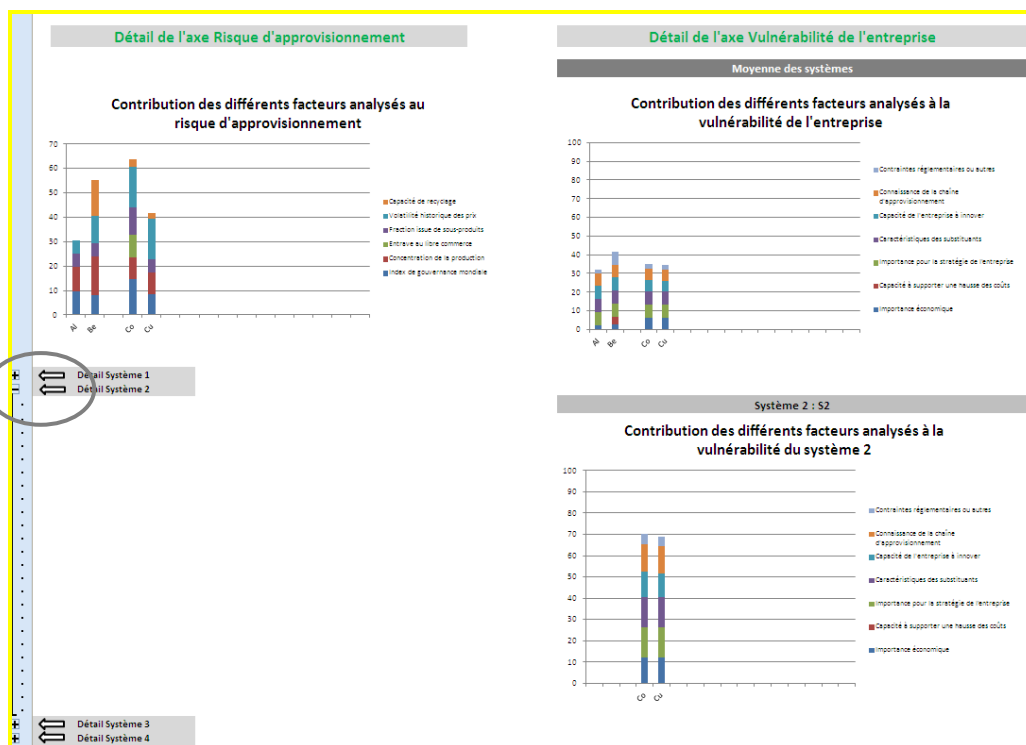 Détail de l'axe Risque d'approvisionnement
Contribution des différents facteurs analysés au
risque d'approvisionnement
70
60
50
40
30
20
10
0
Al
Be
Co
Cu
Capacité de recyclage
Volatilité historique des prix
Fraction issue de sous-produits
Entrave au libre commerce
Concentration de la production
Index de gouvernance mondiale
Détail de l'axe Vulnérabilité de l'entreprise
Moyenne des systèmes
Contribution des différents facteurs analysés à la
vulnérabilité de l'entreprise
100
90
80
70
60
50
40
30
20
10
0
Al
Be
Co
Cu
Contraintes réglementaires ou autres
Connaissance de la chaîne
d'approvisionnement
Capacité de l'entreprise à innover
Caractéristiques des substituants
Importance pour la stratégie de l'entreprise
Capacité à supporter une hausse des coûts
Importance économique
Détail Système 1
Détail Système 2
Système 2 : S2
Contribution des différents facteurs analysés à la
vulnérabilité du système 2
100
90
80
70
60
50
40
30
20
10
0
Co
Cu
Contraintes réglementaires ou autres
Connaissance de la chaîne
d'approvisionnement
Capacité de l'entreprise à innover
Caractéristiques des substituants
Importance pour la stratégie de l'entreprise
Capacité à supporter une hausse des coûts
Importance économique
Détail Système 3
Détail Système 4